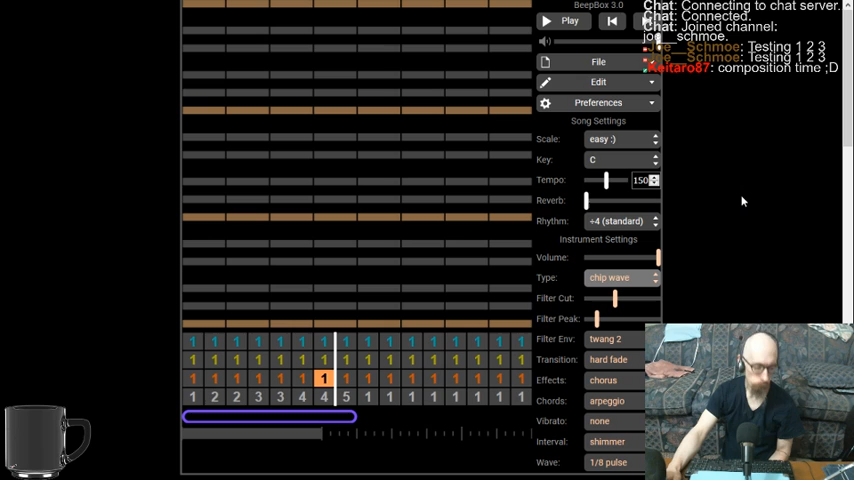 BeepBox 3.0
Play
File
Edit
Preferences
Song Settings
Scale: easy :)
Key: C
Tempo: 150
Reverb:
Rhythm: ÷4 (standard)
Instrument Settings
Volume:
Type: chip wave
Filter Cut:
Filter Peak:
Filter Env: twang 2
Transition: hard fade
Effects: chorus
Chords: arpeggio
Vibrato: none
Interval: shimmer
Wave: 1/8 pulse
Chat: Connecting to chat server.
Chat: Connected.
Chat: Joined channel:
joe__schmoe.
Joe__Schmoe: Testing 1 2 3
Joe__Schmoe: Testing 1 2 3
Keitaro87: composition time ;D
1 1 1 1 1 1 1 1 1 1 1 1 1 1 1 1
1 1 1 1 1 1 1 1 1 1 1 1 1 1 1 1
1 1 1 1 1 1 1 1 1 1 1 1 1 1 1 1
1 2 2 3 3 4 4 5 1 1 1 1 1 1 1 1